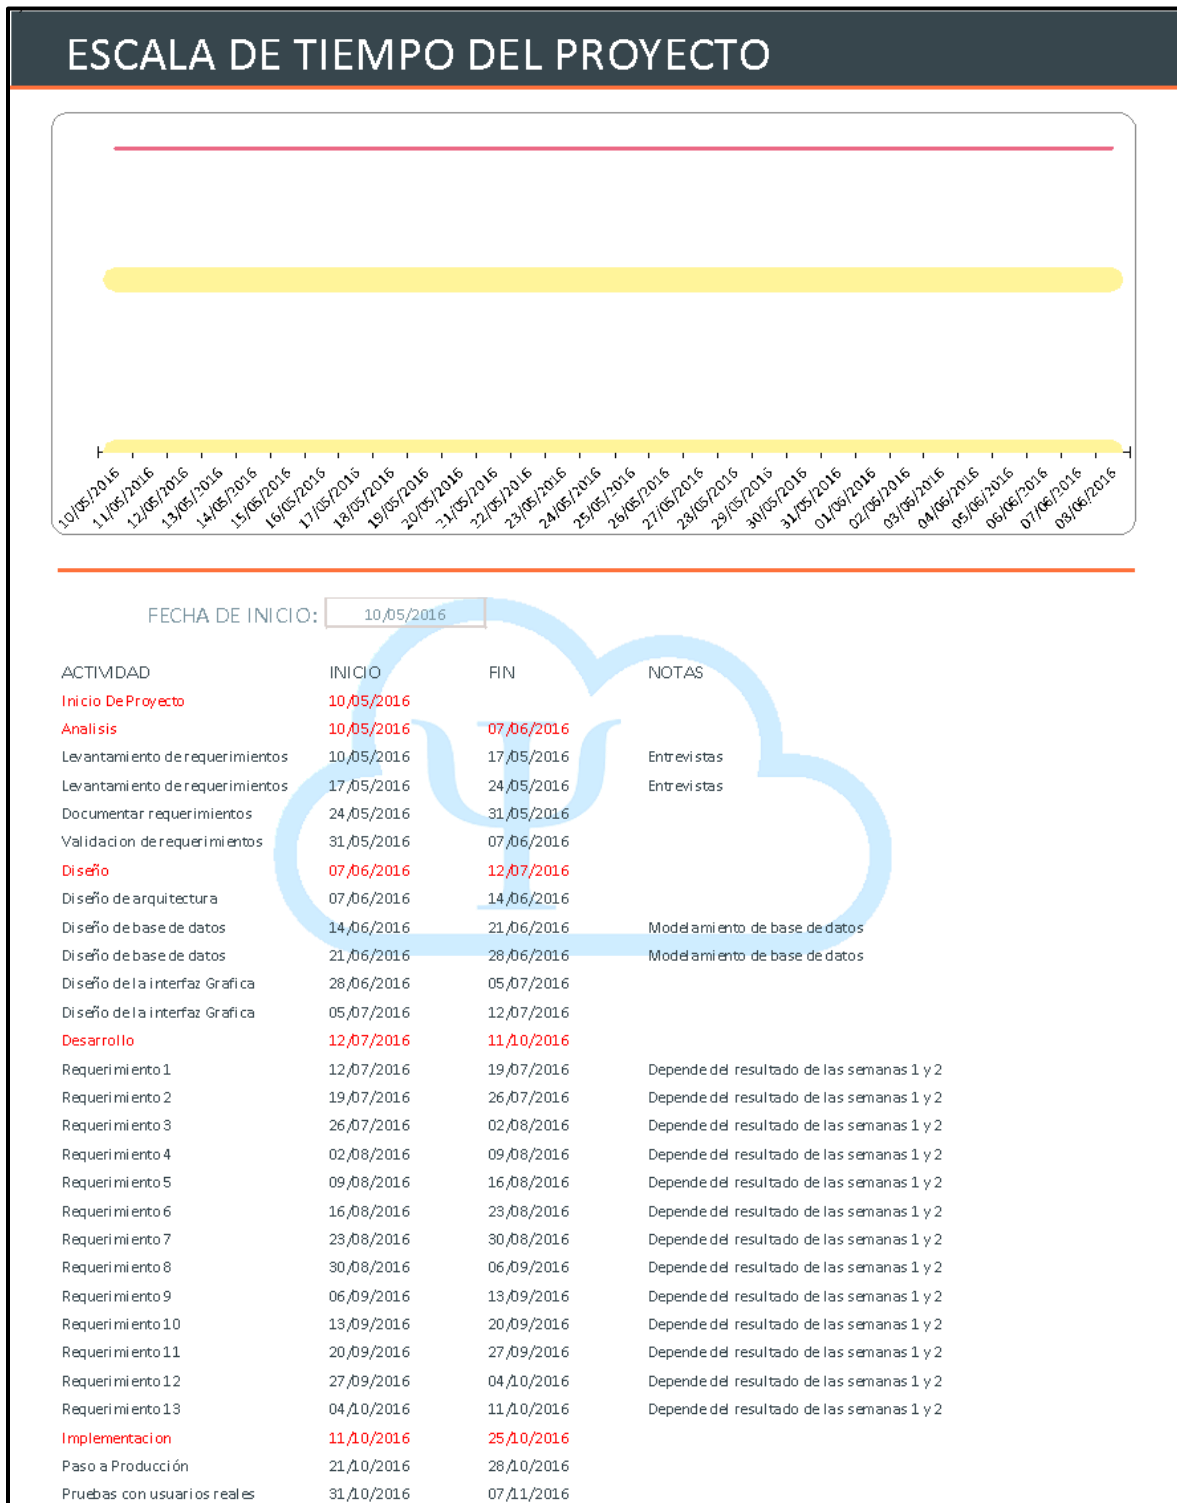 ESCALA DE TIEMPO DEL PROYECTO
10/05/2016 11/05/2016 12/05/2016 13/05/2016 14/05/2016 15/05/2016 16/05/2016 17/05/2016 18/05/2016 19/05/2016 20/05/2016 21/05/2016 22/05/2016 23/05/2016 24/05/2016 25/05/2016 26/05/2016 27/05/2016 28/05/2016 29/05/2016 30/05/2016 31/05/2016 01/06/2016 02/06/2016 03/06/2016 04/06/2016 05/06/2016 06/06/2016 07/06/2016 08/06/2016
FECHA DE INICIO: 10/05/2016
ACTIVIDAD INICIO FIN NOTAS
Inicio De Proyecto 10/05/2016
Analisis 10/05/2016 07/06/2016
Levantamiento de requerimientos 10/05/2016 17/05/2016 Entrevistas
Levantamiento de requerimientos 17/05/2016 24/05/2016 Entrevistas
Documentar requerimientos 24/05/2016 31/05/2016
Validacion de requerimientos 31/05/2016 07/06/2016
Diseño 07/06/2016 12/07/2016
Diseño de arquitectura 07/06/2016 14/06/2016
Diseño de base de datos 14/06/2016 21/06/2016 Modelamiento de base de datos
Diseño de base de datos 21/06/2016 28/06/2016 Modelamiento de base de datos
Diseño de la interfaz Grafica 28/06/2016 05/07/2016
Diseño de la interfaz Grafica 05/07/2016 12/07/2016
Desarrollo 12/07/2016 11/10/2016
Requerimiento 1 12/07/2016 19/07/2016 Depende del resultado de las semanas 1 y 2
Requerimiento 2 19/07/2016 26/07/2016 Depende del resultado de las semanas 1 y 2
Requerimiento 3 26/07/2016 02/08/2016 Depende del resultado de las semanas 1 y 2
Requerimiento 4 02/08/2016 09/08/2016 Depende del resultado de las semanas 1 y 2
Requerimiento 5 09/08/2016 16/08/2016 Depende del resultado de las semanas 1 y 2
Requerimiento 6 16/08/2016 23/08/2016 Depende del resultado de las semanas 1 y 2
Requerimiento 7 23/08/2016 30/08/2016 Depende del resultado de las semanas 1 y 2
Requerimiento 8 30/08/2016 06/09/2016 Depende del resultado de las semanas 1 y 2
Requerimiento 9 06/09/2016 13/09/2016 Depende del resultado de las semanas 1 y 2
Requerimiento 10 13/09/2016 20/09/2016 Depende del resultado de las semanas 1 y 2
Requerimiento 11 20/09/2016 27/09/2016 Depende del resultado de las semanas 1 y 2
Requerimiento 12 27/09/2016 04/10/2016 Depende del resultado de las semanas 1 y 2
Requerimiento 13 04/10/2016 11/10/2016 Depende del resultado de las semanas 1 y 2
Implementacion 11/10/2016 25/10/2016
Paso a Producción 21/10/2016 28/10/2016
Pruebas con usuarios reales 31/10/2016 07/11/2016